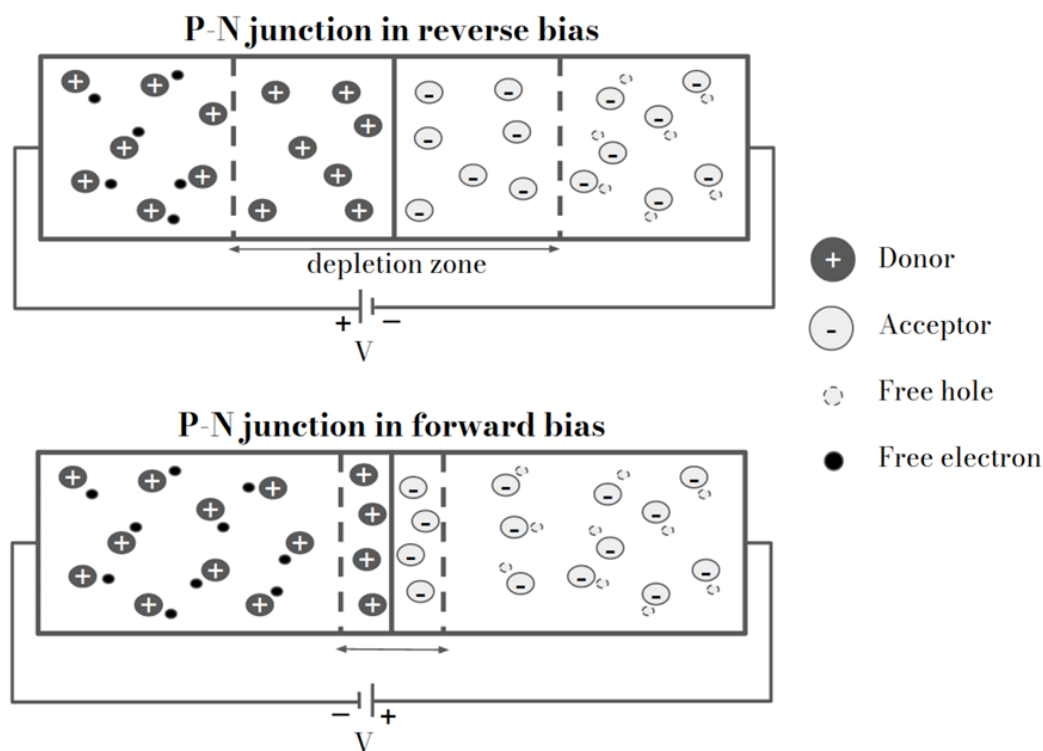 P-N junction in reverse bias
depletion zone
+ −
V
Donor
Acceptor
Free hole
Free electron
P-N junction in forward bias
− +
V